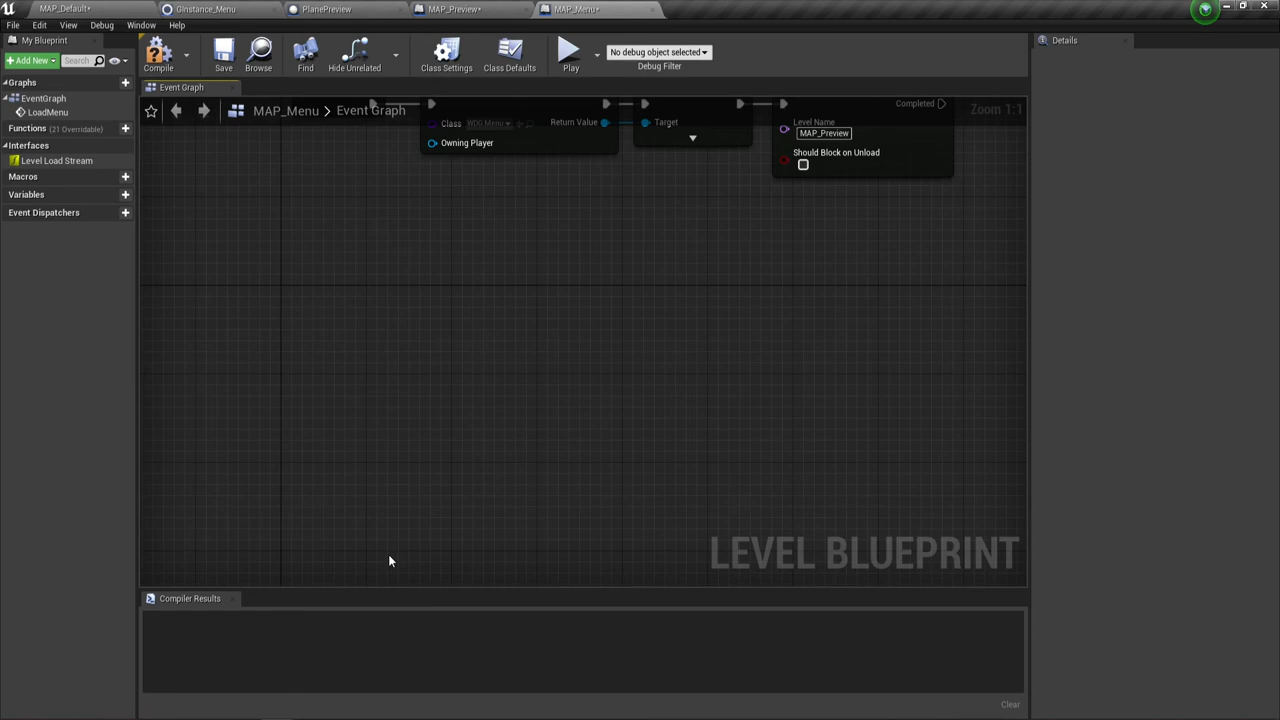 MAP_Default*
GInstance_Menu
PlanePreview
MAP_Preview*
MAP_Menu*
File Edit View Debug Window Help
My Blueprint
Details
+Add New
Search
Compile
Save
Browse
Find
Hide Unrelated
Class Settings
Class Defaults
Play
No debug object selected
Debug Filter
Graphs
EventGraph
LoadMenu
Functions (21 Overridable)
Interfaces
Level Load Stream
Macros
Variables
Event Dispatchers
Event Graph
MAP_Menu
Event Graph
Zoom 1:1
Class WDG Menu
Return Value
Owning Player
Target
Completed
Level Name
MAP_Preview
Should Block on Unload
LEVEL BLUEPRINT
Compiler Results
Clear